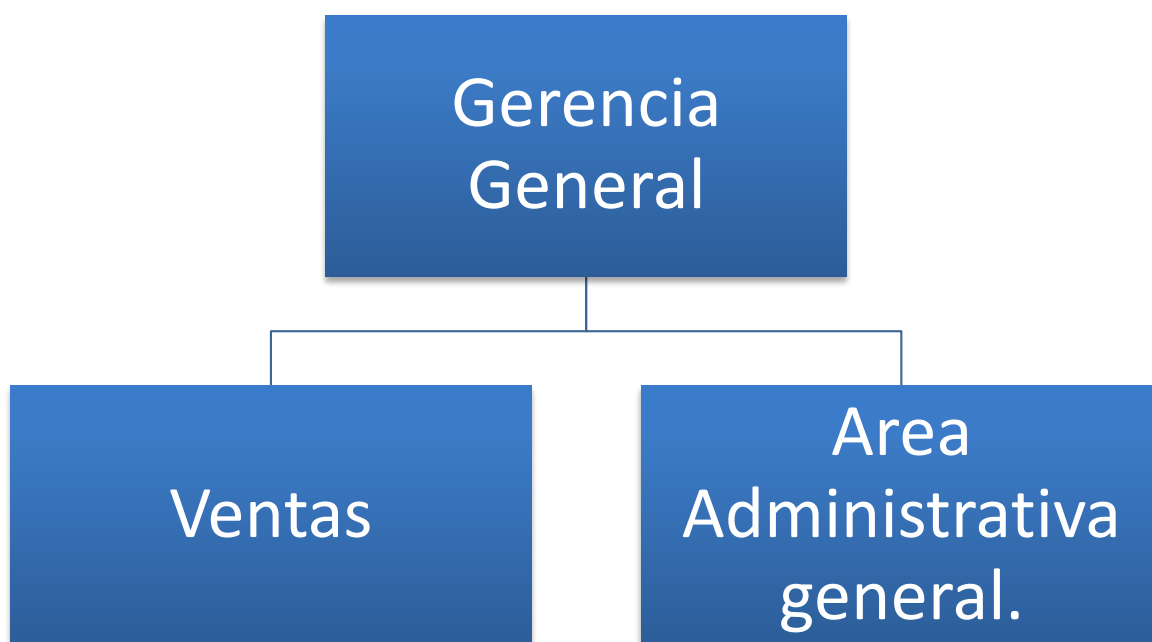 Gerencia
General
Ventas
Area
Administrativa
general.